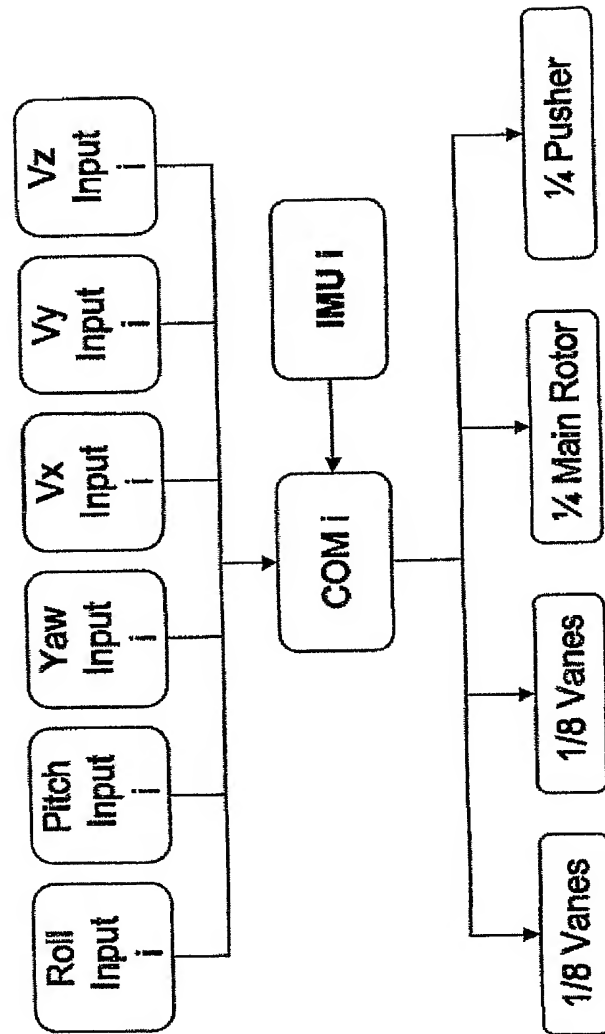 Roll
Input
i
Pitch
Input
i
Yaw
Input
i
Vx
Input
i
Vy
Input
i
Vz
Input
i
COM i
IMU i
1/8 Vanes
1/8 Vanes
¼ Main Rotor
¼ Pusher